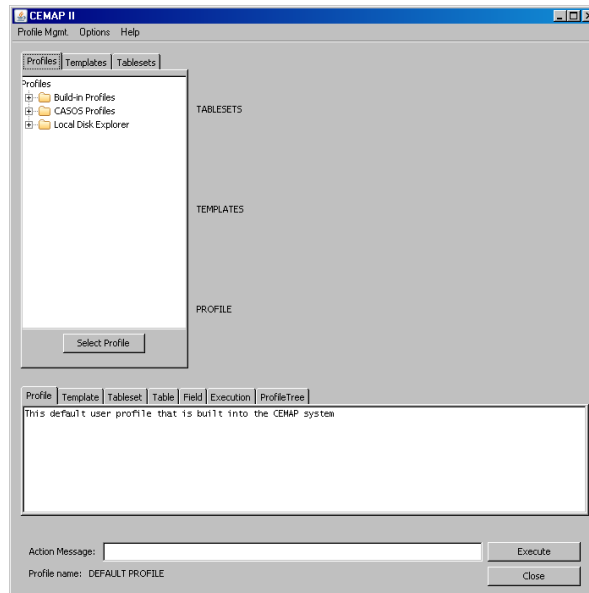 CEMAP II
Profile Mgmt. Options Help
Profiles Templates Tablesets
Profiles
Build-in Profiles
CASOS Profiles
Local Disk Explorer
TABLESETS
TEMPLATES
PROFILE
Select Profile
Profile Template Tableset Table Field Execution ProfileTree
This default user profile that is built into the CEMAP system
Action Message:
Execute
Profile name: DEFAULT PROFILE
Close